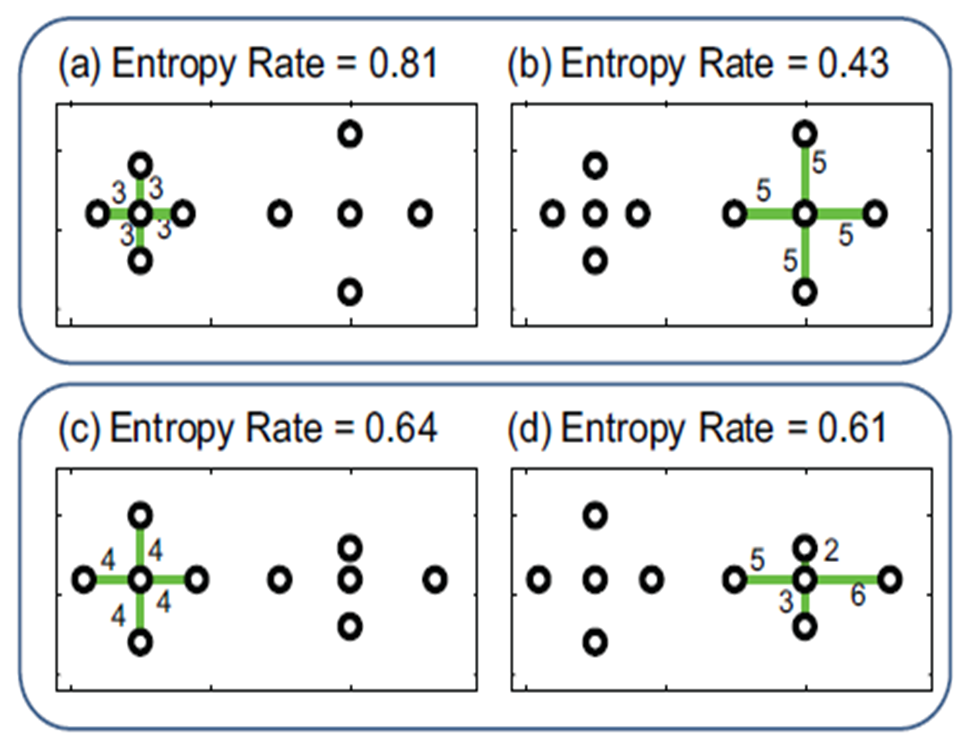 (a) Entropy Rate = 0.81
(b) Entropy Rate = 0.43
3 3
3 3
5
5
5
5
(c) Entropy Rate = 0.64
(d) Entropy Rate = 0.61
4 4
4 4
5 2
3 6